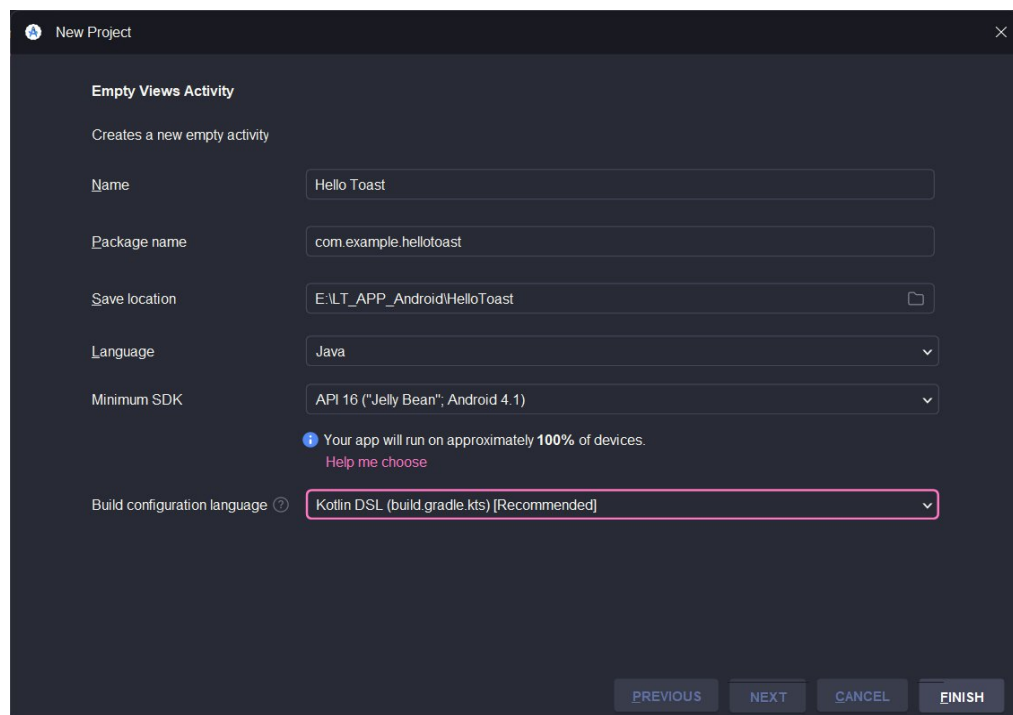 New Project
Empty Views Activity
Creates a new empty activity
Name
Hello Toast
Package name
com.example.hellotoast
Save location
E:\LT_APP_Android\HelloToast
Language
Java
Minimum SDK
API 16 ("Jelly Bean"; Android 4.1)
Your app will run on approximately 100% of devices.
Help me choose
Build configuration language
Kotlin DSL (build.gradle.kts) [Recommended]
PREVIOUS
NEXT
CANCEL
FINISH